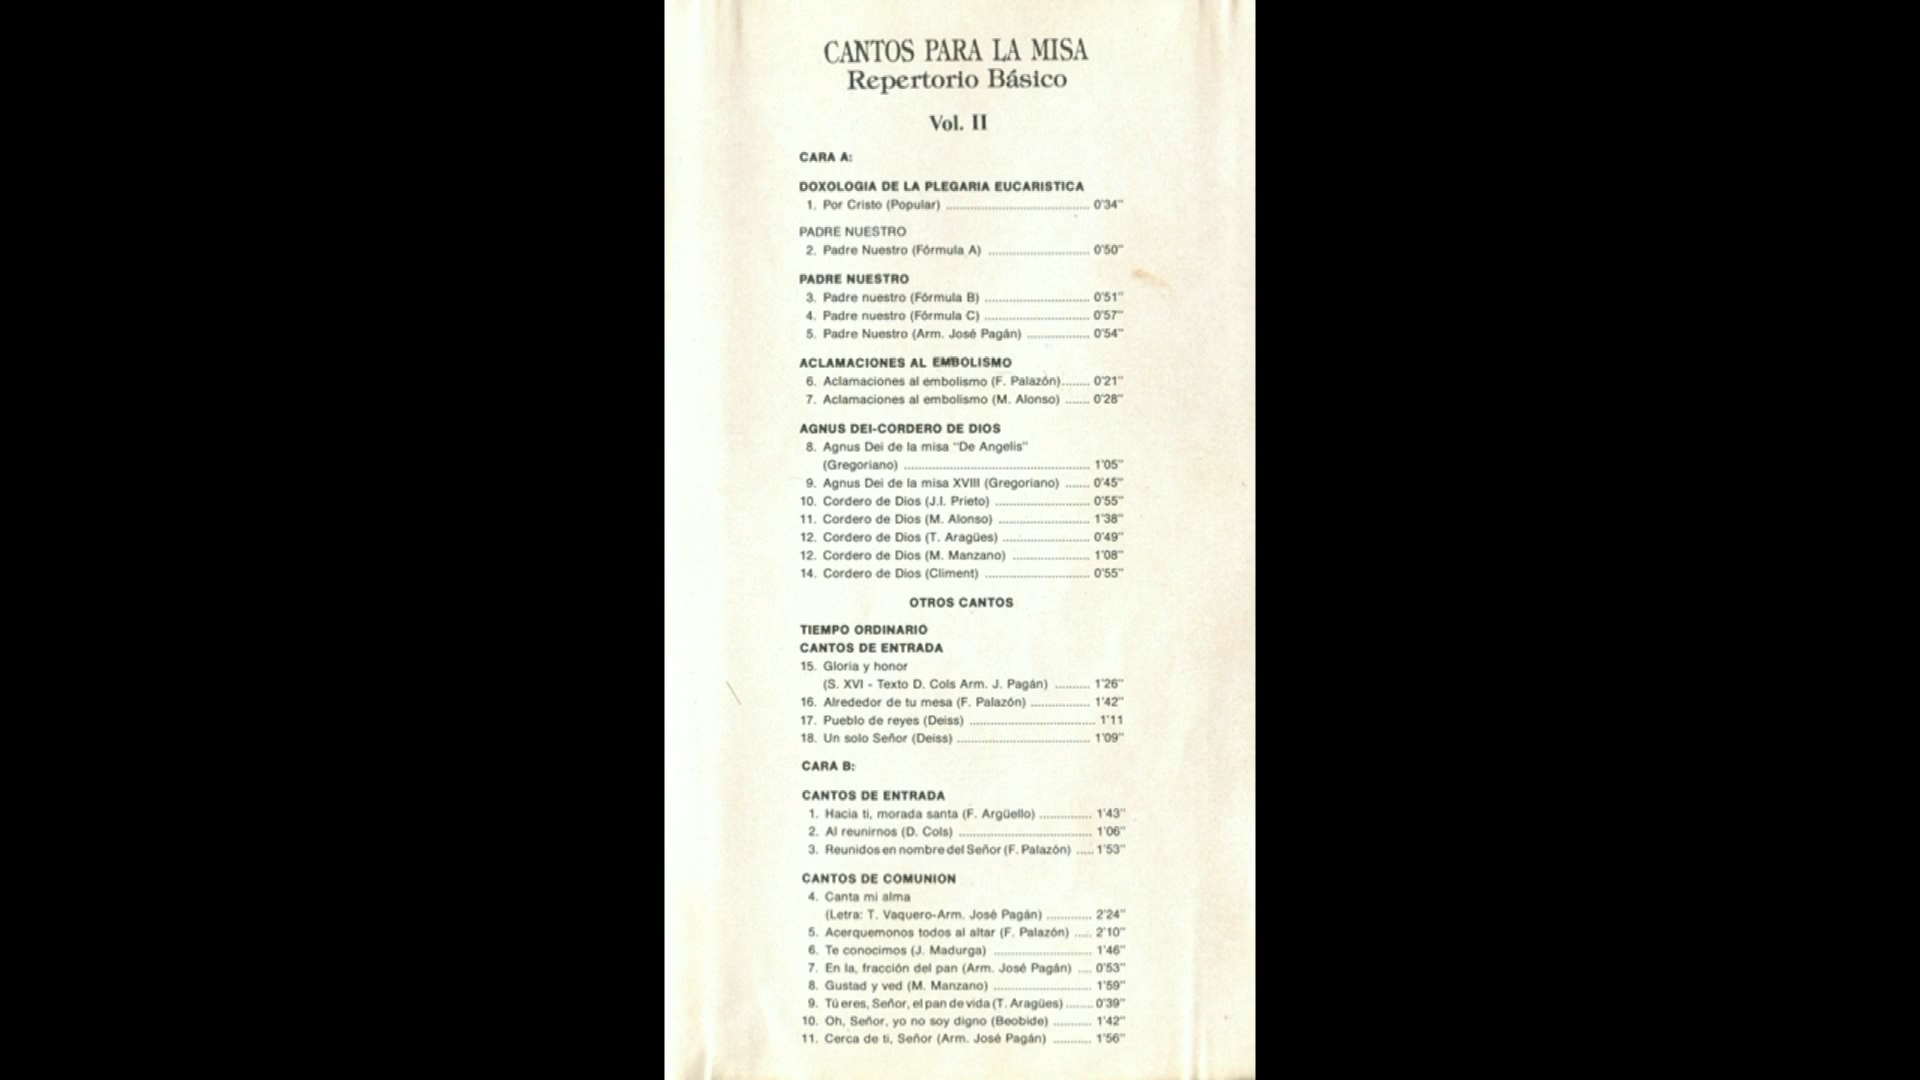 CANTOS PARA LA MISA
Repertorio Básico
Vol. II
CARA A:
DOXOLOGIA DE LA PLEGARIA EUCARISTICA
1. Por Cristo (Popular) ........................................ 0'34"
PADRE NUESTRO
2. Padre Nuestro (Fórmula A) ............................ 0'50"
PADRE NUESTRO
3. Padre nuestro (Fórmula B) ............................. 0'51"
4. Padre nuestro (Fórmula C) ............................. 0'57"
5. Padre Nuestro (Arm. José Pagán) ................. 0'54"
ACLAMACIONES AL EMBOLISMO
6. Aclamaciones al embolismo (F. Palazón)........ 0'21"
7. Aclamaciones al embolismo (M. Alonso) ....... 0'28"
AGNUS DEI-CORDERO DE DIOS
8. Agnus Dei de la misa "De Angelis"
(Gregoriano) .................................................... 1'05"
9. Agnus Dei de la misa XVIII (Gregoriano) ....... 0'45"
10. Cordero de Dios (J.I. Prieto) .......................... 0'55"
11. Cordero de Dios (M. Alonso) ......................... 1'38"
12. Cordero de Dios (T. Aragües) ........................ 0'49"
12. Cordero de Dios (M. Manzano) ..................... 1'08"
14. Cordero de Dios (Climent) ............................. 0'55"
OTROS CANTOS
TIEMPO ORDINARIO
CANTOS DE ENTRADA
15. Gloria y honor
(S. XVI - Texto D. Cols Arm. J. Pagán) .......... 1'26"
16. Alrededor de tu mesa (F. Palazón) ................ 1'42"
17. Pueblo de reyes (Deiss) ................................... 1'11
18. Un solo Señor (Deiss) ..................................... 1'09"
CARA B:
CANTOS DE ENTRADA
1. Hacia ti, morada santa (F. Argüello) .............. 1'43"
2. Al reunirnos (D. Cols) ..................................... 1'06"
3. Reunidos en nombre del Señor (F. Palazón) ..... 1'53"
CANTOS DE COMUNION
4. Canta mi alma
(Letra: T. Vaquero-Arm. José Pagán) ............ 2'24"
5. Acerquemonos todos al altar (F. Palazón) ..... 2'10"
6. Te conocimos (J. Madurga) ........................... 1'46"
7. En la, fracción del pan (Arm. José Pagán) .... 0'53"
8. Gustad y ved (M. Manzano) ........................... 1'59"
9. Tú eres, Señor, el pan de vida (T. Aragües) ........ 0'39"
10. Oh, Señor, yo no soy digno (Beobide) ........... 1'42"
11. Cerca de ti, Señor (Arm. José Pagán) ........... 1'56"